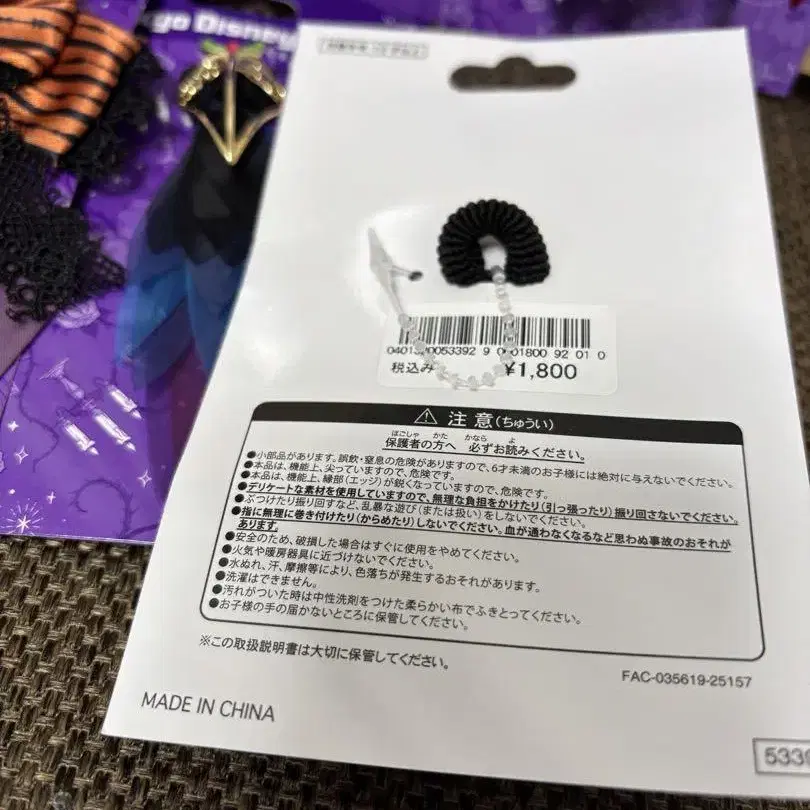 Disney
税込み ¥1,800
⚠ 注意(ちゅうい)
ほごしゃ かた かなら よ
保護者の方へ 必ずお読みください。
●小部品があります。誤飲・窒息の危険がありますので、6才未満のお子様には絶対に与えないでください。
●本品は、機能上、尖っていますので、危険です。
●本品は、機能上、縁部(エッジ)が鋭くなっていますので、危険です。
●デリケートな素材を使用していますので、無理な負担をかけたり(引っ張ったり)振り回さないでください。
●ぶつけたり振り回すなど、乱暴な遊び(または扱い)をしないでください。
●指に無理に巻き付けたり(からめたり)しないでください。血が通わなくなるなど思わぬ事故のおそれが
あります。
●安全のため、破損した場合はすぐに使用をやめてください。
●火気や暖房器具に近づけないでください。
●水ぬれ、汗、摩擦等により、色落ちが発生するおそれがあります。
●洗濯はできません。
●汚れがついた時は中性洗剤をつけた柔らかい布でふきとってください。
●お子様の手の届かないところに保管してください。
※この取扱説明書は大切に保管してください。
FAC-035619-25157
MADE IN CHINA